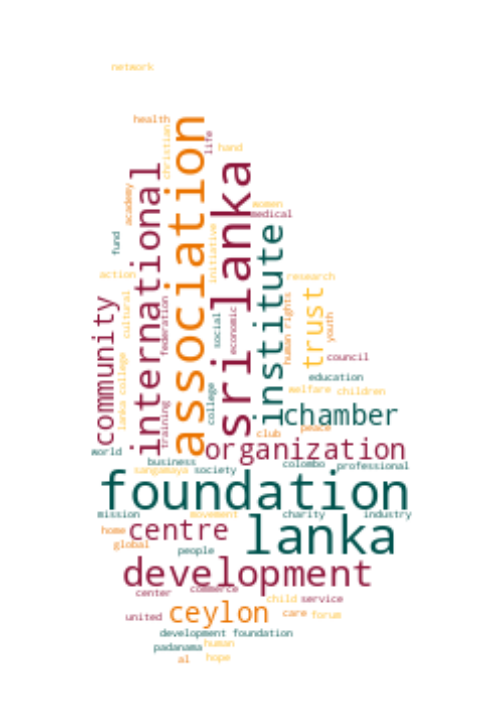 network
health
christian
association
life
hand
academy
international
sri lanka
women
medical
fund
institute
initiative
action
research
cultural
community
federation
social
economic
human rights
trust
youth
council
lanka college
education
college
welfare
children
training
chamber
club
peace
organization
world
business
colombo
professional
sangamaya
society
foundation
mission
movement
charity
industry
home
centre
lanka
global
people
development
center
commerce
child
service
united
ceylon
care
forum
development foundation
padanama
human
al
hope